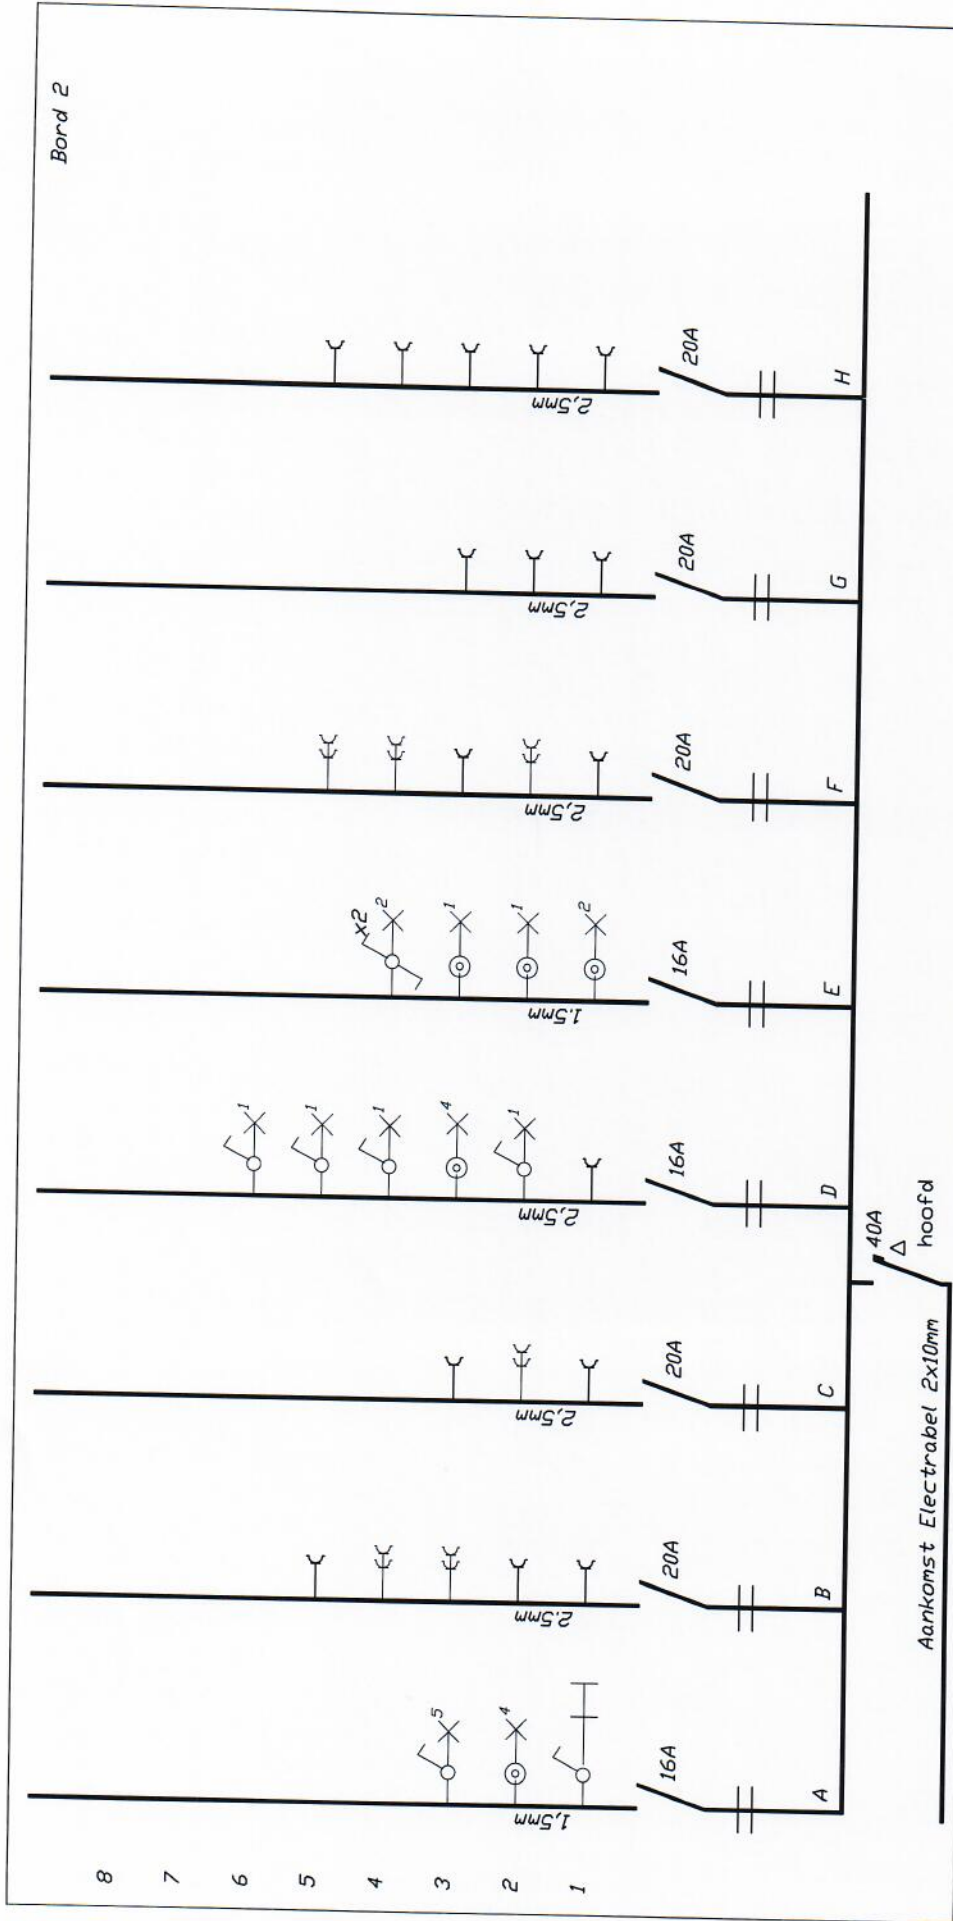 Bord 2
8
7
6
5
4
3
2
1
5
4
1,5mm
16A
A
2.5mm
20A
B
2,5mm
20A
C
1
1
1
4
1
2,5mm
16A
D
x2
2
1
1
2
1.5mm
16A
E
2,5mm
20A
F
2,5mm
20A
G
2,5mm
20A
H
40A
Δ
hoofd
Aankomst Electrabel 2x10mm